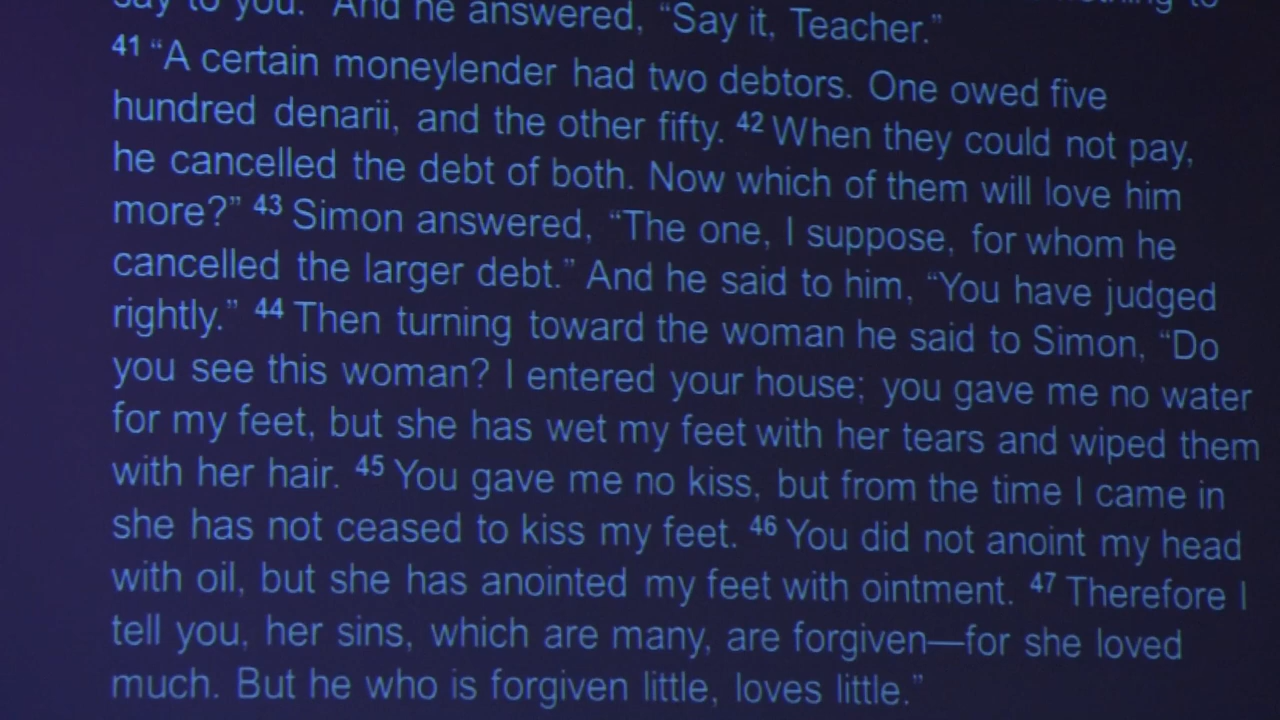 say to you.” And he answered, “Say it, Teacher.”
41 “A certain moneylender had two debtors. One owed five
hundred denarii, and the other fifty. 42 When they could not pay,
he cancelled the debt of both. Now which of them will love him
more?” 43 Simon answered, “The one, I suppose, for whom he
cancelled the larger debt.” And he said to him, “You have judged
rightly.” 44 Then turning toward the woman he said to Simon, “Do
you see this woman? I entered your house; you gave me no water
for my feet, but she has wet my feet with her tears and wiped them
with her hair. 45 You gave me no kiss, but from the time I came in
she has not ceased to kiss my feet. 46 You did not anoint my head
with oil, but she has anointed my feet with ointment. 47 Therefore I
tell you, her sins, which are many, are forgiven—for she loved
much. But he who is forgiven little, loves little.”